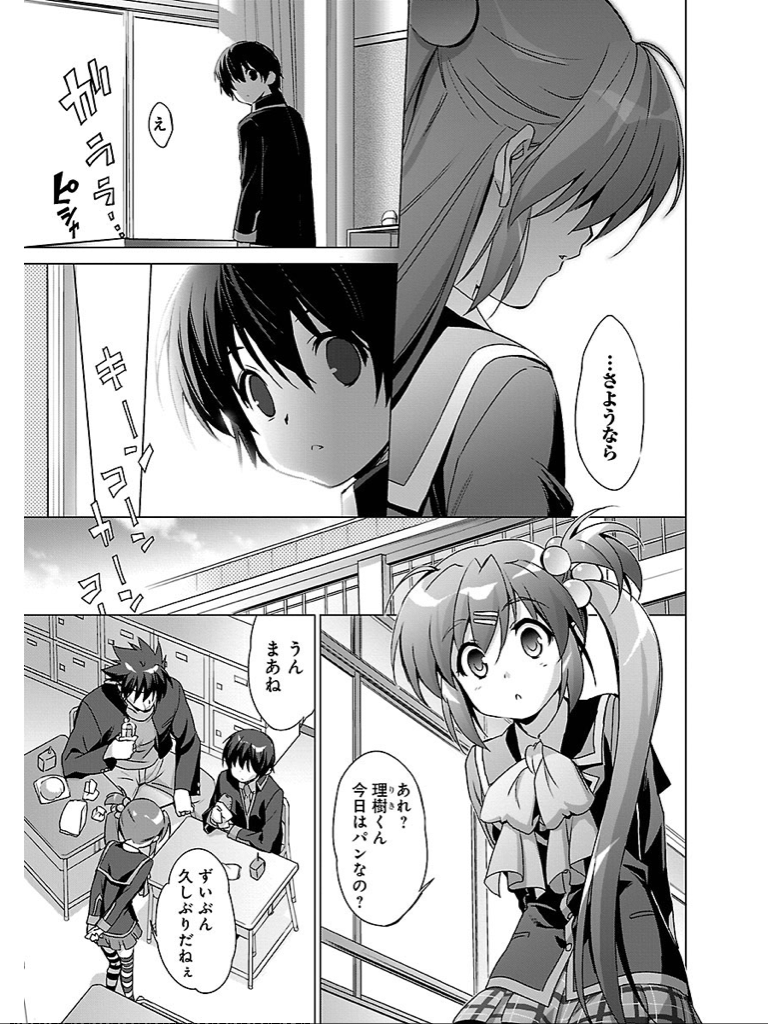 …さようなら
え
ガラララ…
ピシャ
キーンコーン
カーンコーン
あれ？
理樹くん
りき
今日はパンなの？
うん
まあね
ずいぶん
久しぶりだねぇ